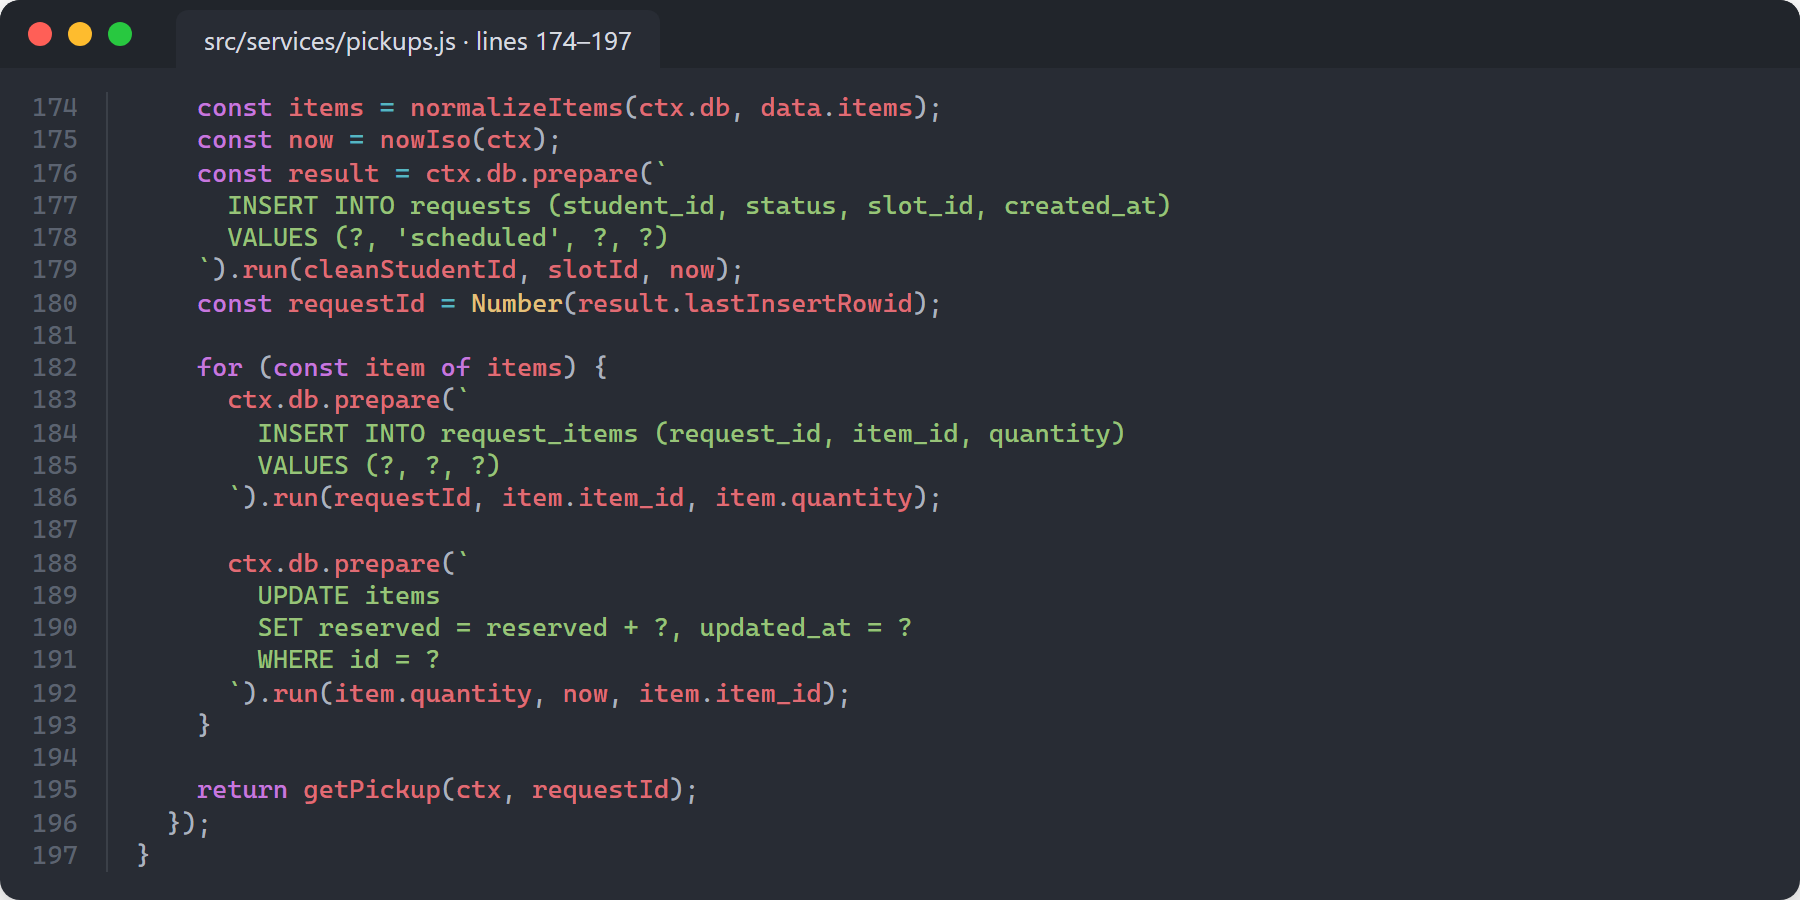 src/services/pickups.js · lines 174–197
174 const items = normalizeItems(ctx.db, data.items);
175 const now = nowIso(ctx);
176 const result = ctx.db.prepare(`
177 INSERT INTO requests (student_id, status, slot_id, created_at)
178 VALUES (?, 'scheduled', ?, ?)
179 `).run(cleanStudentId, slotId, now);
180 const requestId = Number(result.lastInsertRowid);
181
182 for (const item of items) {
183 ctx.db.prepare(`
184 INSERT INTO request_items (request_id, item_id, quantity)
185 VALUES (?, ?, ?)
186 `).run(requestId, item.item_id, item.quantity);
187
188 ctx.db.prepare(`
189 UPDATE items
190 SET reserved = reserved + ?, updated_at = ?
191 WHERE id = ?
192 `).run(item.quantity, now, item.item_id);
193 }
194
195 return getPickup(ctx, requestId);
196 });
197 }